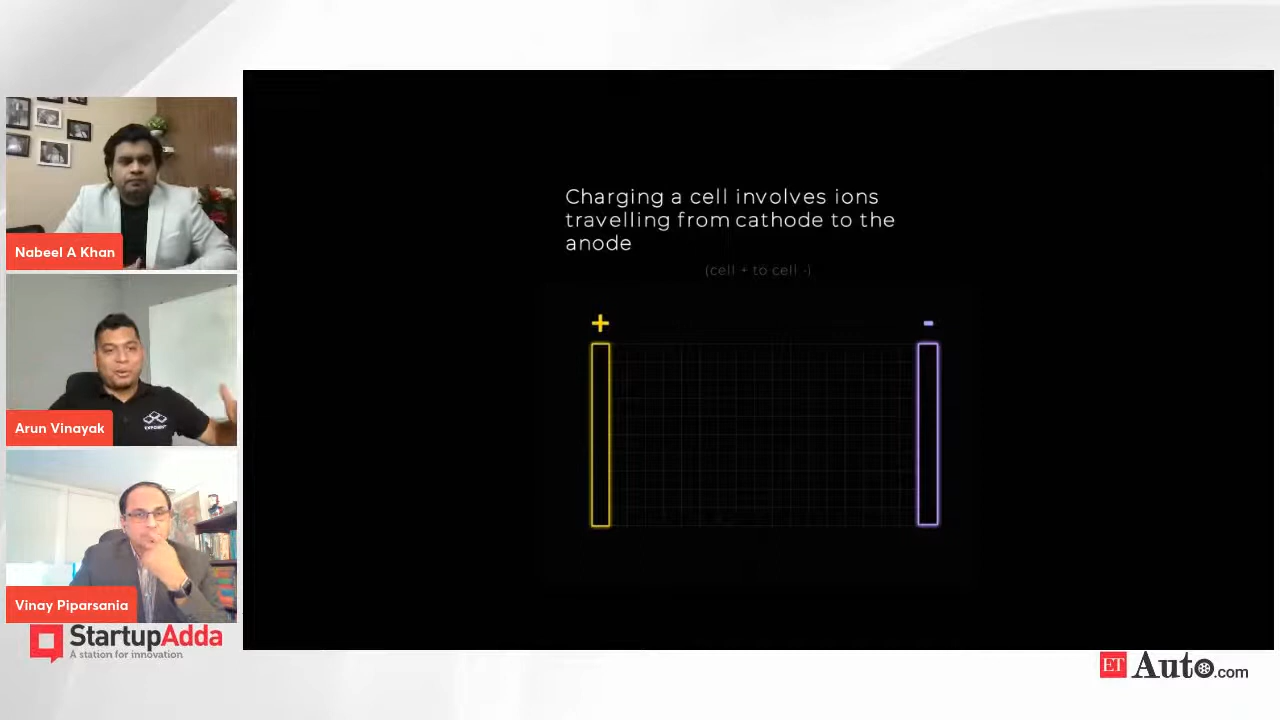 Nabeel A Khan
Arun Vinayak
Vinay Piparsania
StartupAdda
A station for innovation
Charging a cell involves ions
travelling from cathode to the
anode
(cell + to cell -)
+
-
ET Auto.com